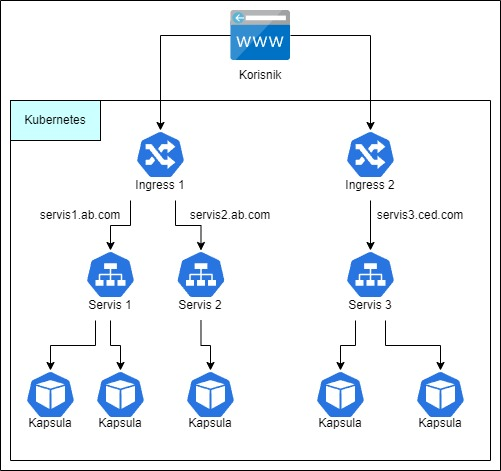 WWW
Korisnik
Kubernetes
Ingress 1
Ingress 2
servis1.ab.com
servis2.ab.com
servis3.ced.com
Servis 1
Servis 2
Servis 3
Kapsula
Kapsula
Kapsula
Kapsula
Kapsula